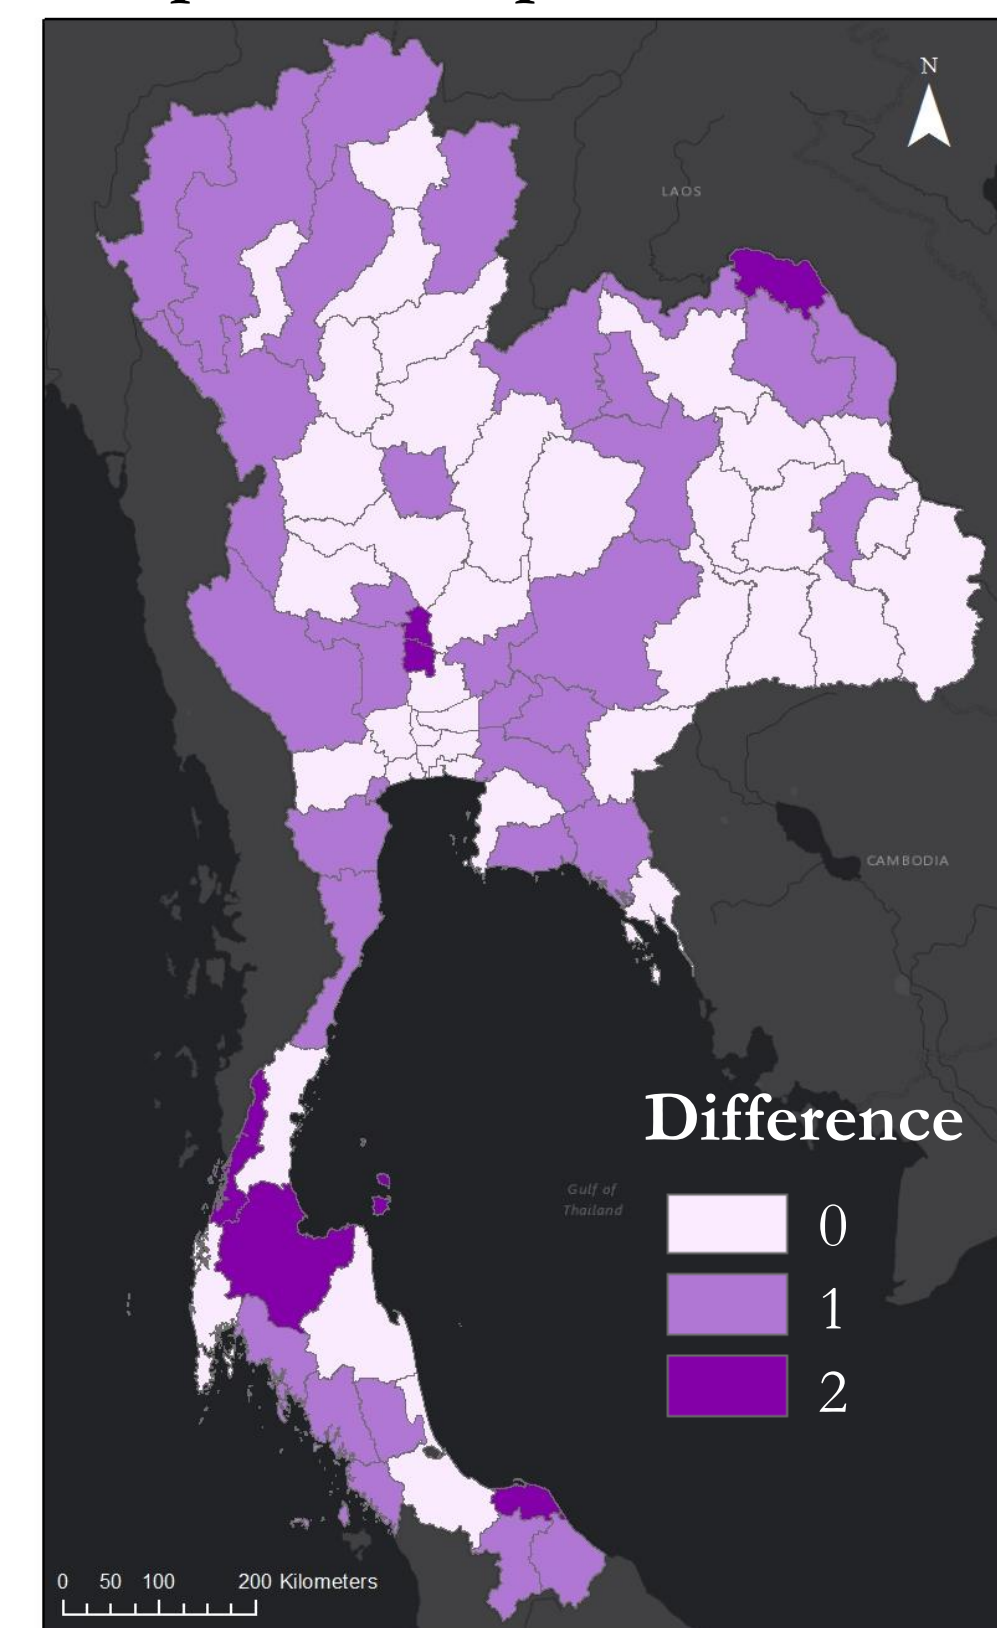 N
LAOS
CAMBODIA
Difference
Gulf of
Thailand
0
1
2
0 50 100 200 Kilometers